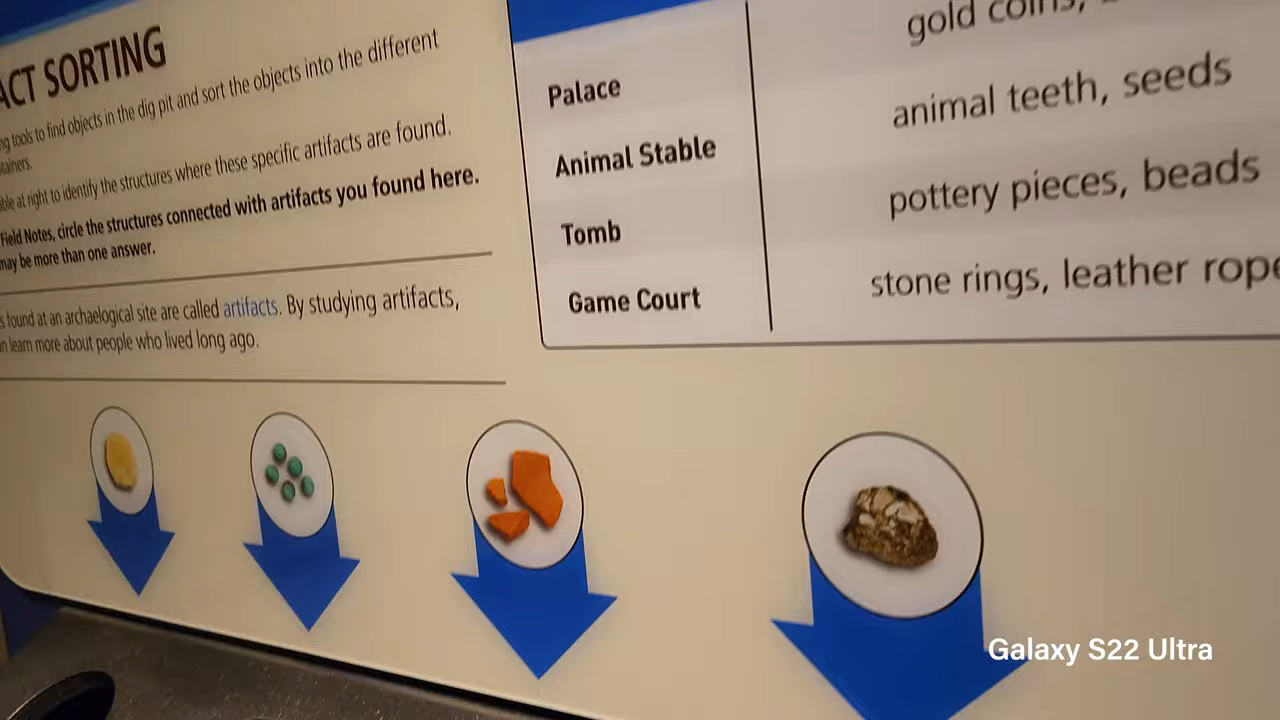 ACT SORTING
ng tools to find objects in the dig pit and sort the objects into the different
tainers.
ble at right to identify the structures where these specific artifacts are found.
Field Notes, circle the structures connected with artifacts you found here.
may be more than one answer.
s found at an archaelogical site are called artifacts. By studying artifacts,
n learn more about people who lived long ago.
gold coins,
Palace
animal teeth, seeds
Animal Stable
pottery pieces, beads
Tomb
stone rings, leather rope
Game Court
Galaxy S22 Ultra